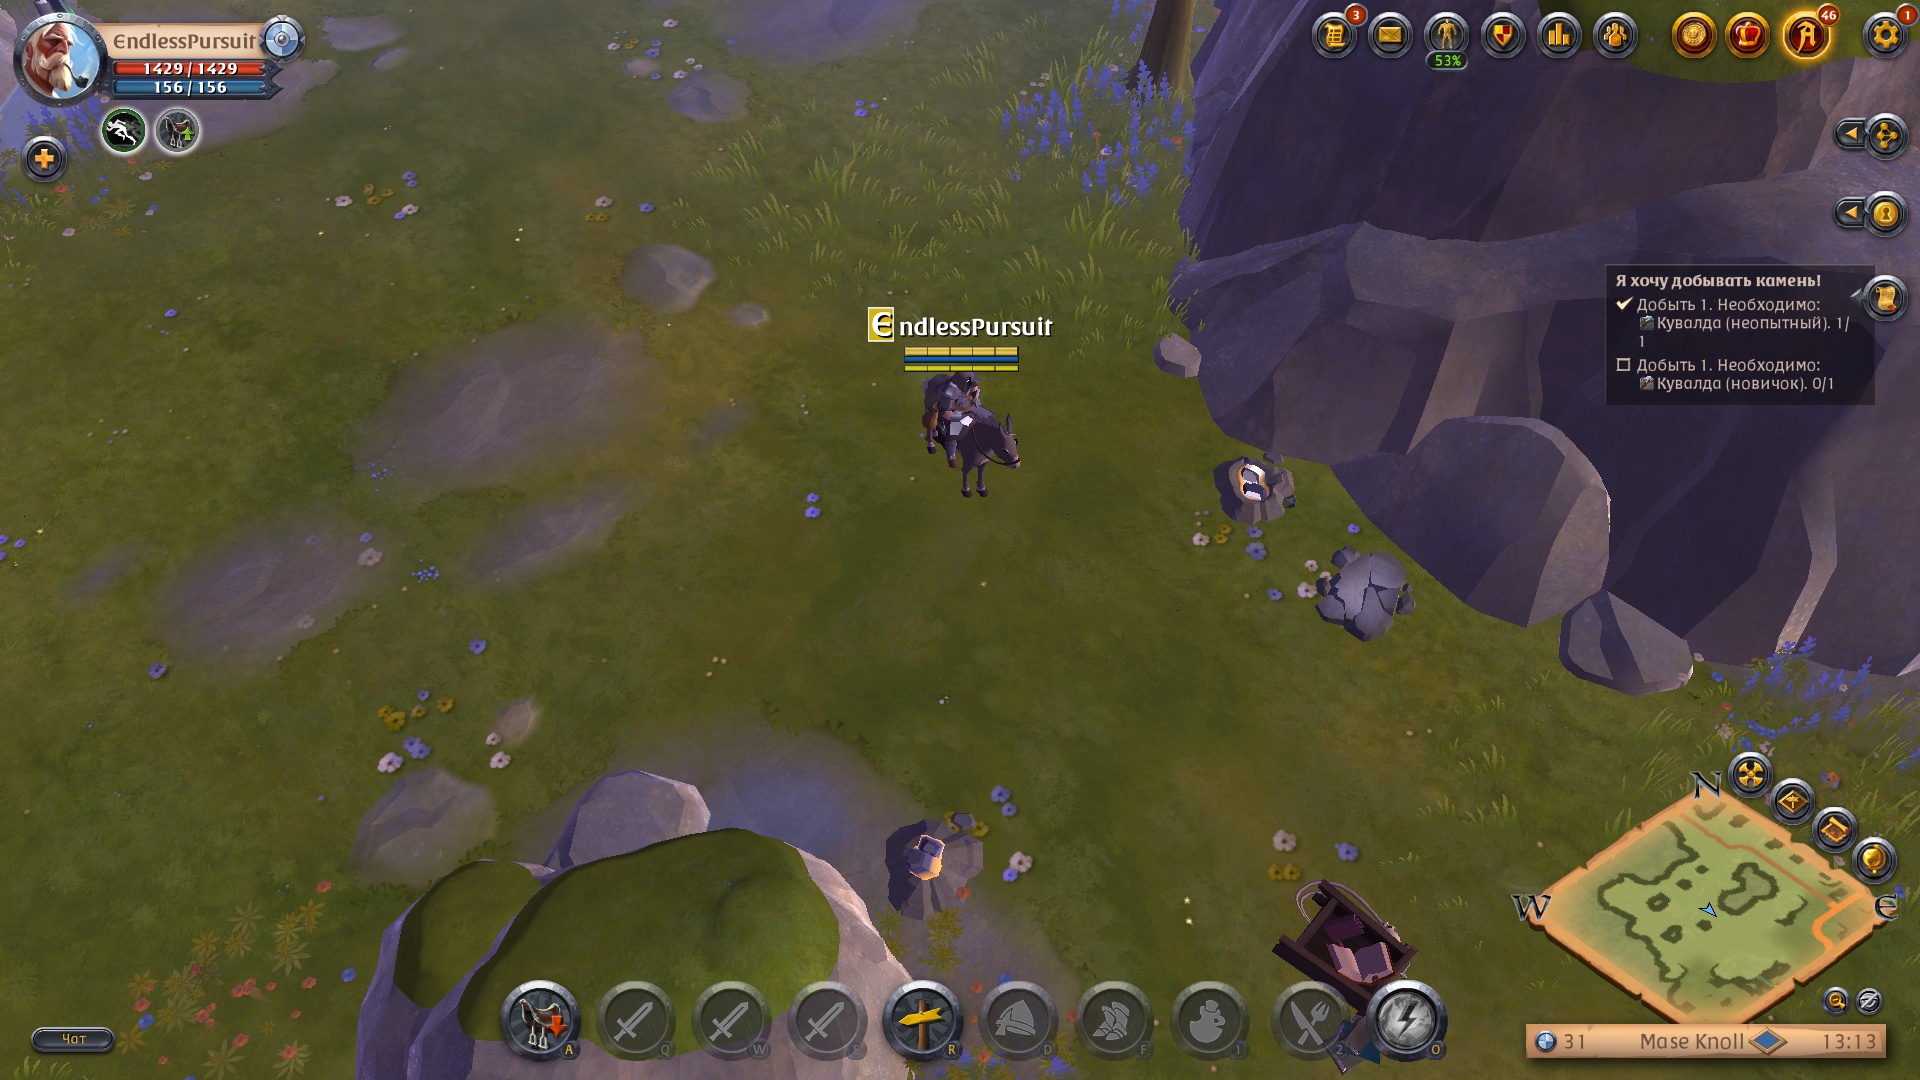 EndlessPursuit
1429 / 1429
156 / 156
3
53%
46
1
EndlessPursuit
Я хочу добывать камень!
Добыть 1. Необходимо:
Кувалда (неопытный). 1/
1
Добыть 1. Необходимо:
Кувалда (новичок). 0/1
N
W
E
Чат
A
Q
W
E
R
D
F
1
2
O
31
Mase Knoll
13:13